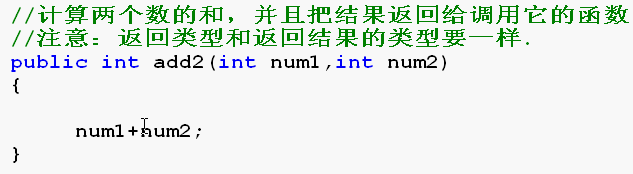 //计算两个数的和，并且把结果返回给调用它的函数
//注意：返回类型和返回结果的类型要一样.
public int add2(int num1,int num2)
{
num1+num2;
}